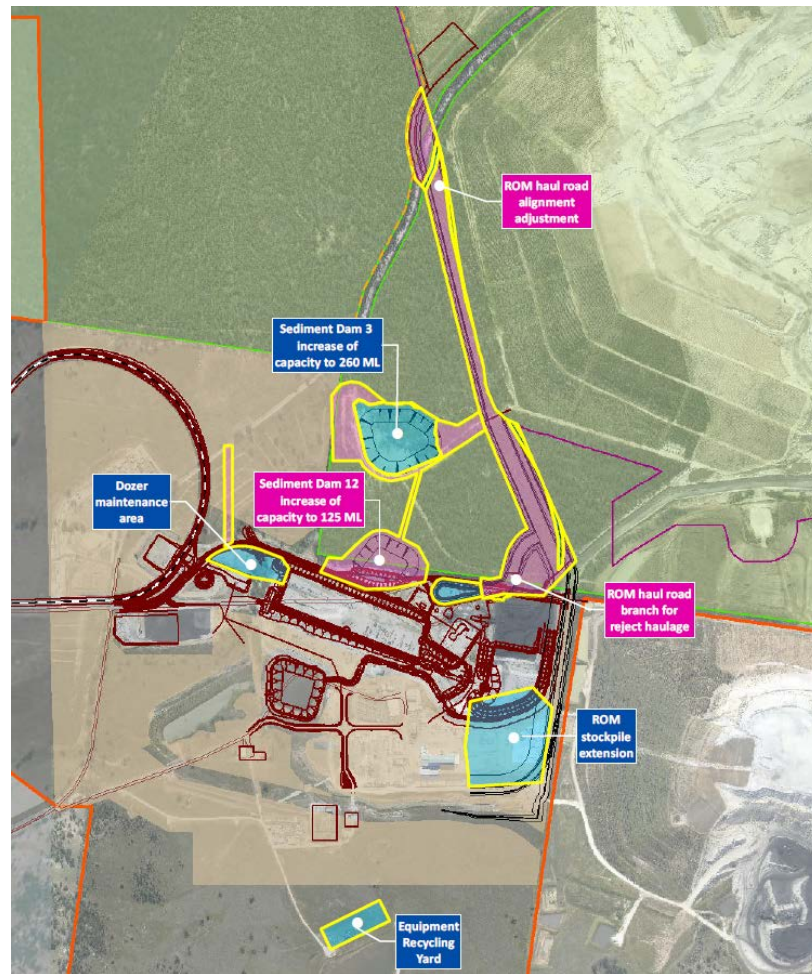 ROM haul road
alignment
adjustment
Sediment Dam 3
increase of
capacity to 260 ML
Dozer
maintenance
area
Sediment Dam 12
increase of
capacity to 125 ML
ROM haul road
branch for
reject haulage
ROM
stockpile
extension
Equipment
Recycling
Yard